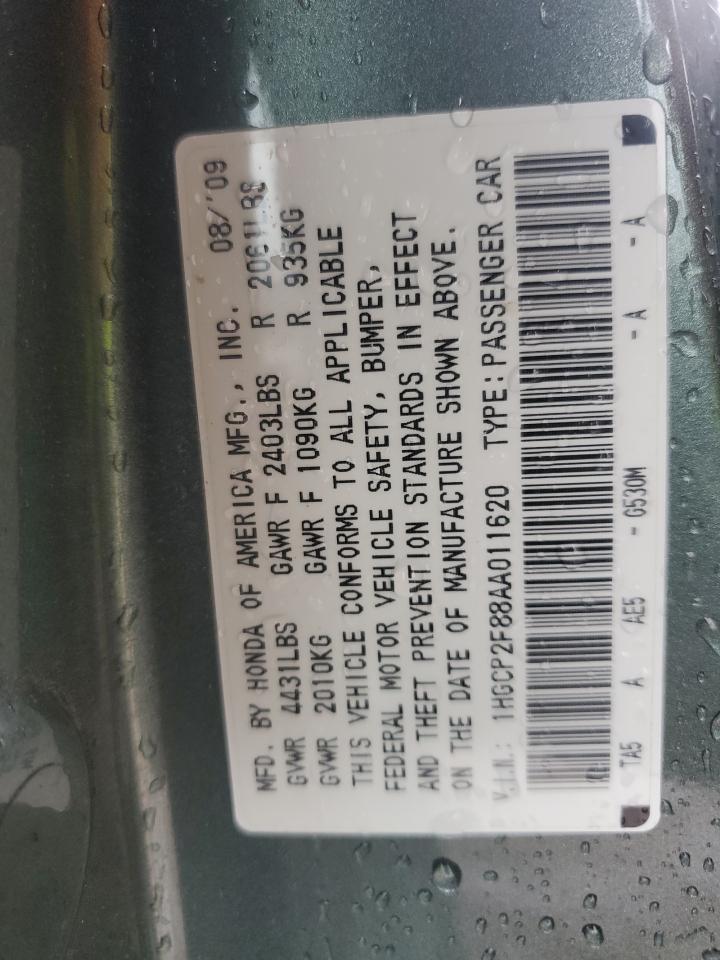 MFD. BY HONDA OF AMERICA MFG., INC. 08/'09
GVWR 4431LBS GAWR F 2403LBS R 2061LBS
GVWR 2010KG GAWR F 1090KG R 935KG
THIS VEHICLE CONFORMS TO ALL APPLICABLE
FEDERAL MOTOR VEHICLE SAFETY, BUMPER,
AND THEFT PREVENTION STANDARDS IN EFFECT
ON THE DATE OF MANUFACTURE SHOWN ABOVE.
V.I.N.: 1HGCP2F88AA011620 TYPE: PASSENGER CAR
TA5 A AE5 - G530M - A - A